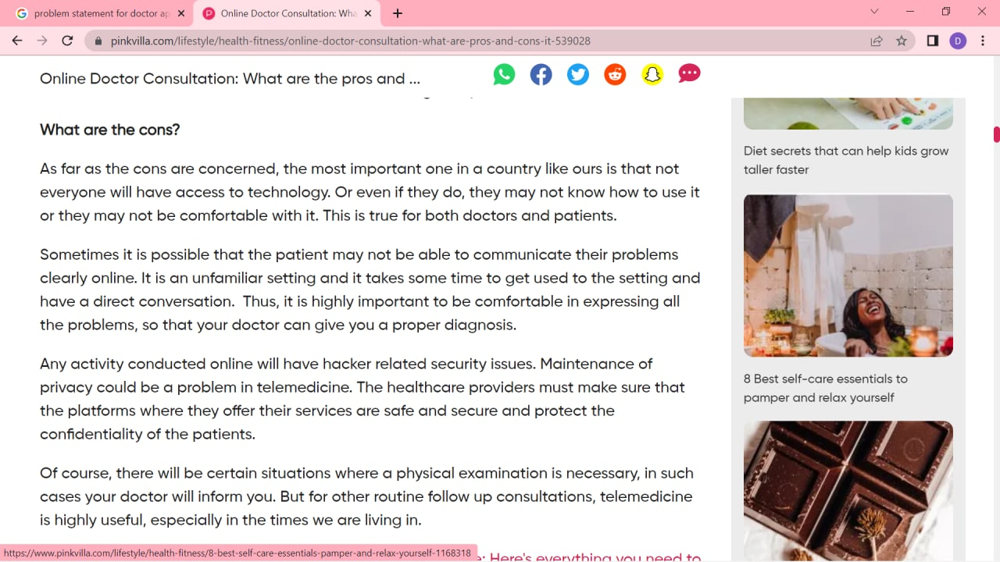 problem statement for doctor ap
Online Doctor Consultation: Wha
pinkvilla.com/lifestyle/health-fitness/online-doctor-consultation-what-are-pros-and-cons-it-539028
D
Online Doctor Consultation: What are the pros and ...
What are the cons?
As far as the cons are concerned, the most important one in a country like ours is that not
everyone will have access to technology. Or even if they do, they may not know how to use it
or they may not be comfortable with it. This is true for both doctors and patients.
Sometimes it is possible that the patient may not be able to communicate their problems
clearly online. It is an unfamiliar setting and it takes some time to get used to the setting and
have a direct conversation.  Thus, it is highly important to be comfortable in expressing all
the problems, so that your doctor can give you a proper diagnosis.
Any activity conducted online will have hacker related security issues. Maintenance of
privacy could be a problem in telemedicine. The healthcare providers must make sure that
the platforms where they offer their services are safe and secure and protect the
confidentiality of the patients.
Of course, there will be certain situations where a physical examination is necessary, in such
cases your doctor will inform you. But for other routine follow up consultations, telemedicine
is highly useful, especially in the times we are living in.
e: Here's everything you need to
Diet secrets that can help kids grow
taller faster
8 Best self-care essentials to
pamper and relax yourself
https://www.pinkvilla.com/lifestyle/health-fitness/8-best-self-care-essentials-pamper-and-relax-yourself-1168318